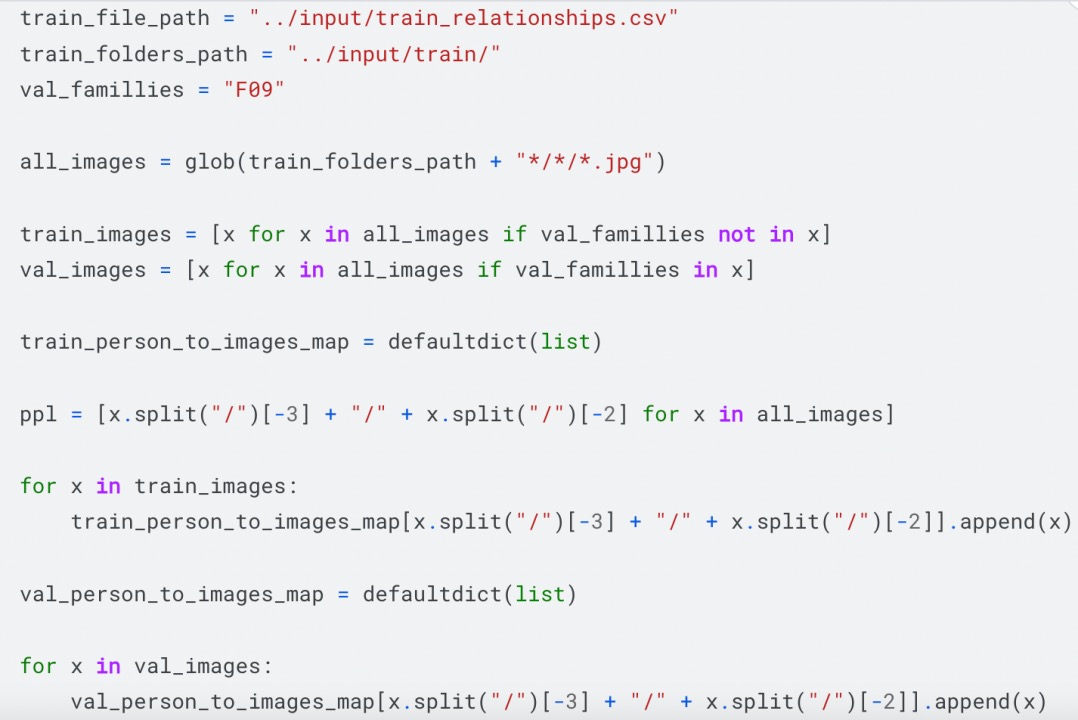 train_file_path = "../input/train_relationships.csv"
train_folders_path = "../input/train/"
val_famillies = "F09"
all_images = glob(train_folders_path + "*/*/*.jpg")
train_images = [x for x in all_images if val_famillies not in x]
val_images = [x for x in all_images if val_famillies in x]
train_person_to_images_map = defaultdict(list)
ppl = [x.split("/")[-3] + "/" + x.split("/")[-2] for x in all_images]
for x in train_images:
    train_person_to_images_map[x.split("/")[-3] + "/" + x.split("/")[-2]].append(x)
val_person_to_images_map = defaultdict(list)
for x in val_images:
    val_person_to_images_map[x.split("/")[-3] + "/" + x.split("/")[-2]].append(x)